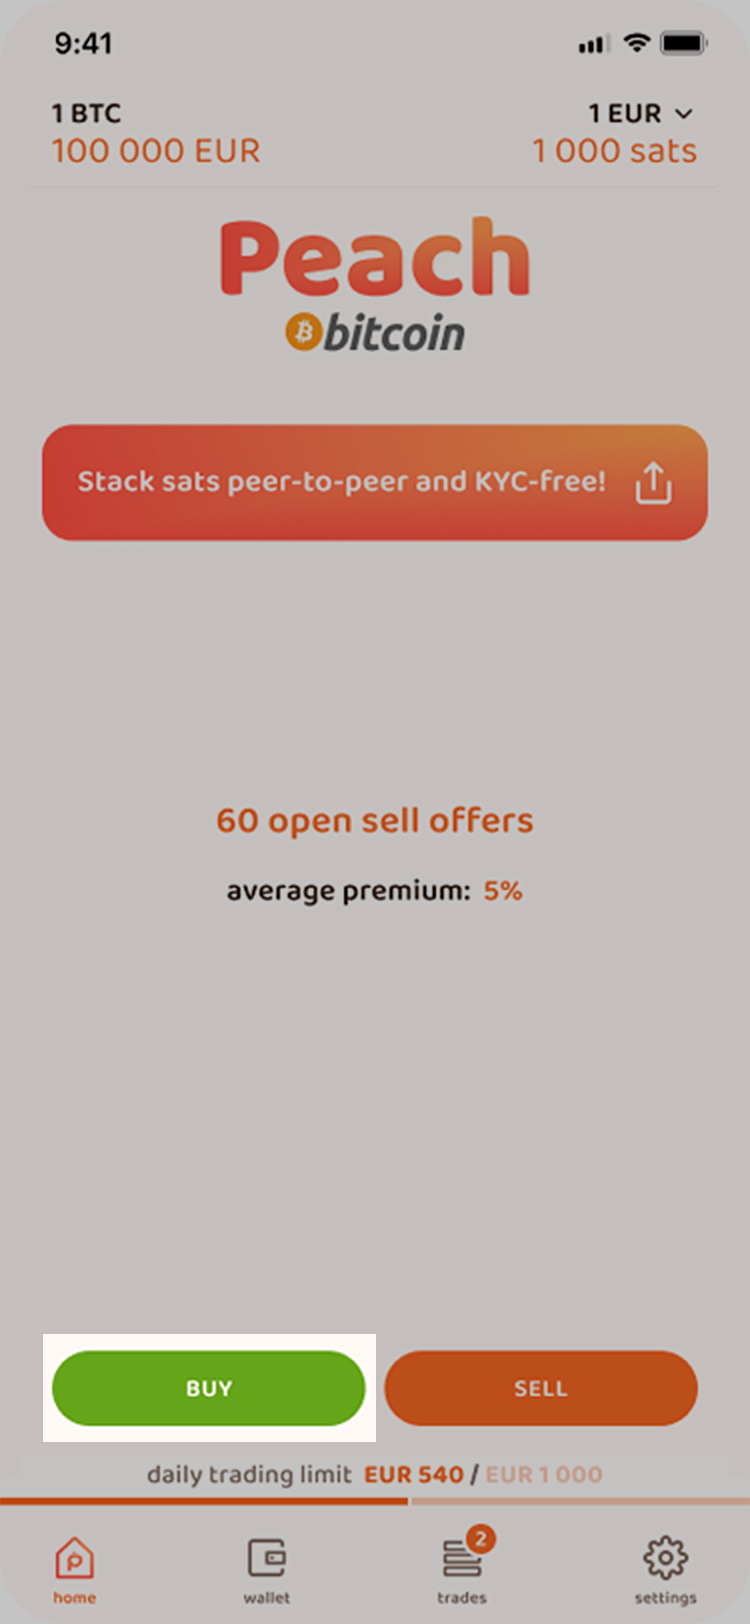 9:41
1 BTC 1 EUR
100 000 EUR 1 000 sats
Peach
bitcoin
Stack sats peer-to-peer and KYC-free!
60 open sell offers
average premium: 5%
BUY SELL
daily trading limit EUR 540 / EUR 1 000
2
home wallet trades settings